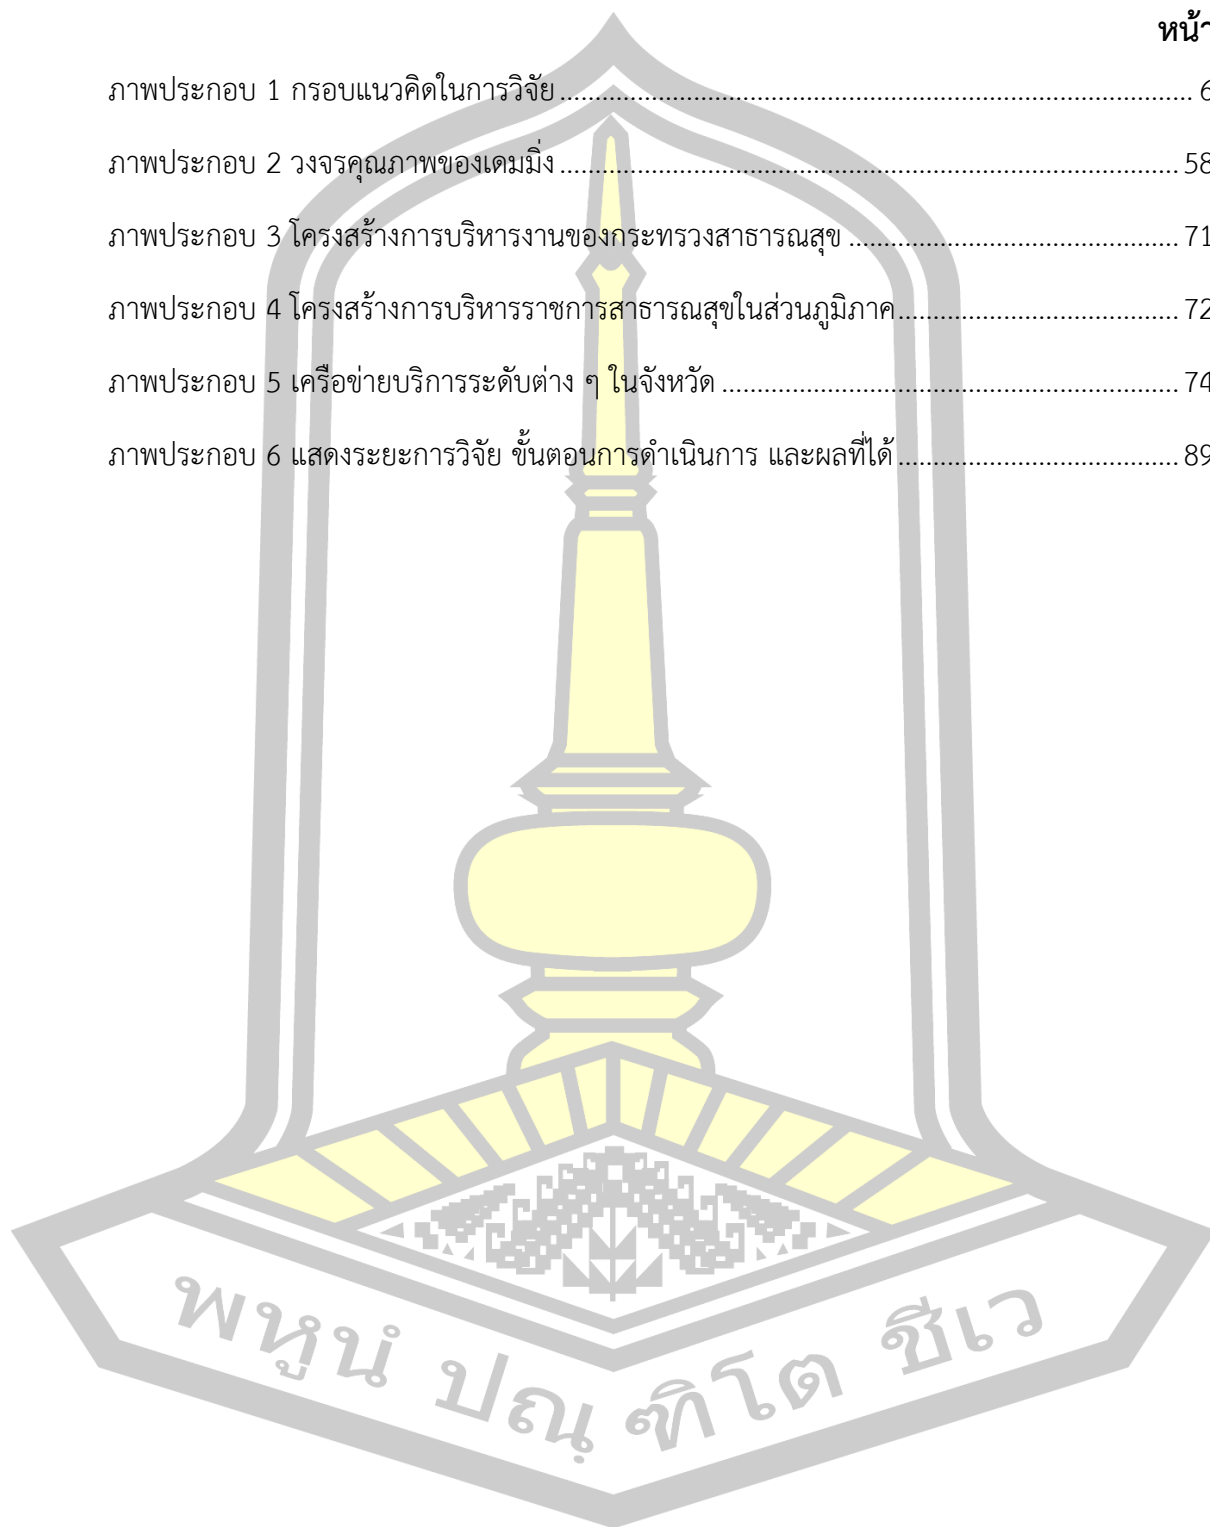 หน้า
ภาพประกอบ 1 กรอบแนวคิดในการวิจัย ................................................................................ 6
ภาพประกอบ 2 วงจรคุณภาพของเดมมิ่ง .............................................................................. 58
ภาพประกอบ 3 โครงสร้างการบริหารงานของกระทรวงสาธารณสุข .......................................... 71
ภาพประกอบ 4 โครงสร้างการบริหารราชการสาธารณสุขในส่วนภูมิภาค .................................... 72
ภาพประกอบ 5 เครือข่ายบริการระดับต่าง ๆ ในจังหวัด .......................................................... 74
ภาพประกอบ 6 แสดงระยะการวิจัย ขั้นตอนการดำเนินการ และผลที่ได้ .................................... 89
พหูนํ ปณฺ ฑิโต ชีเว